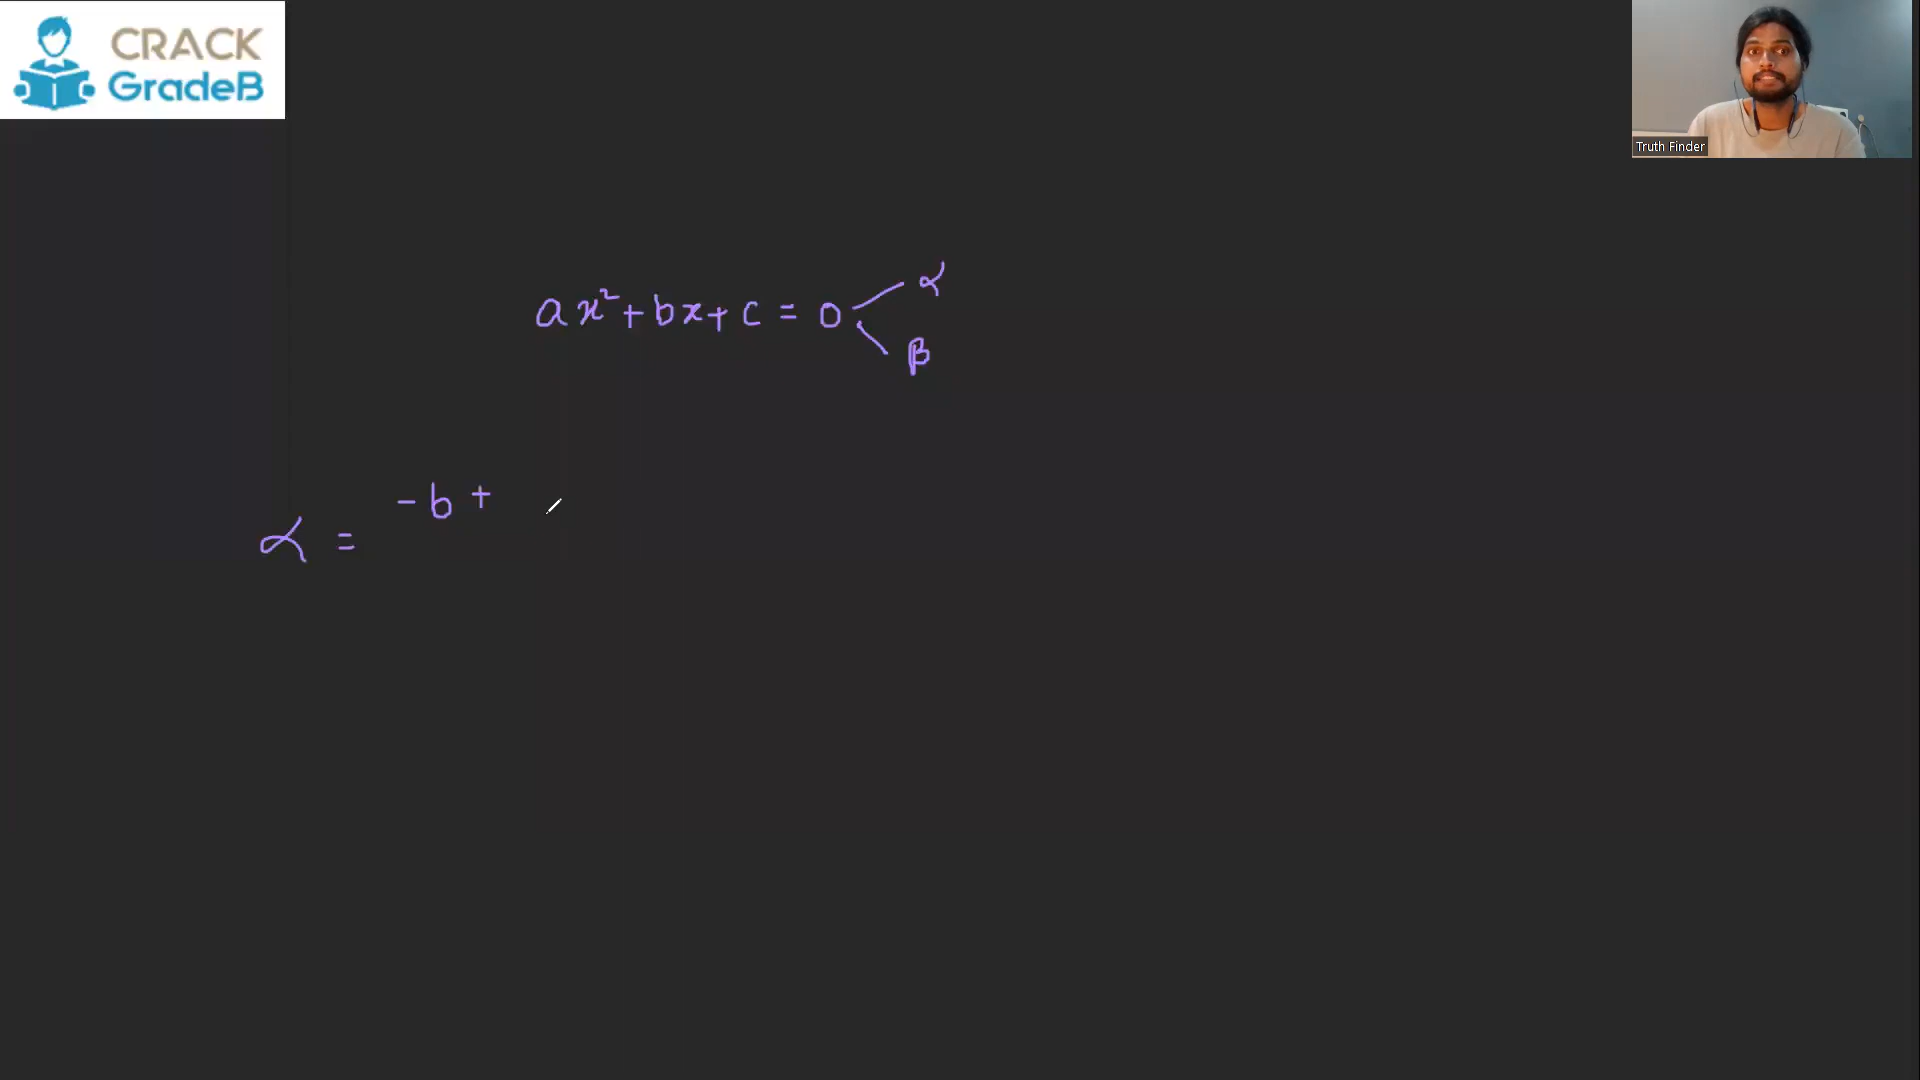 CRACK
GradeB
Truth Finder
ax²+bx+c = 0
α
β
α = -b +